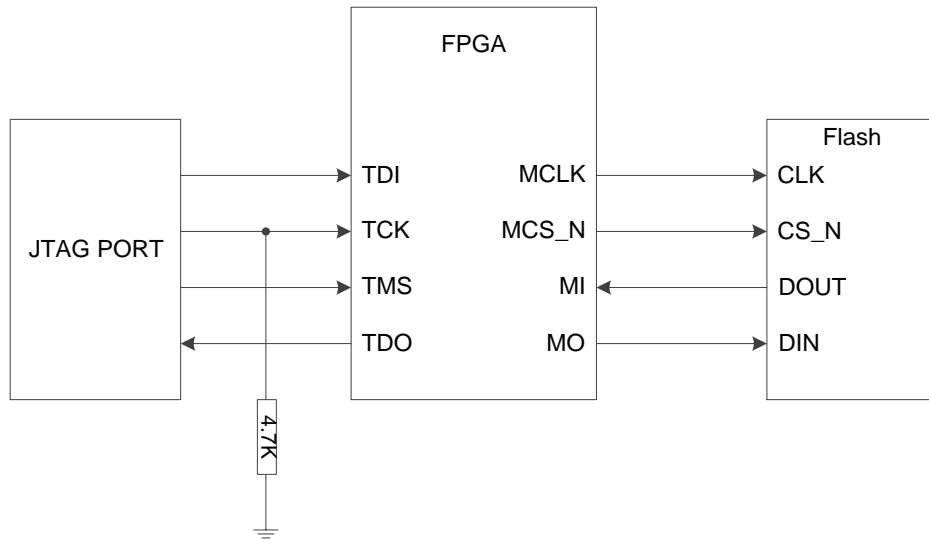 FPGA
Flash
JTAG PORT
TDI
TCK
TMS
TDO
MCLK
MCS_N
MI
MO
CLK
CS_N
DOUT
DIN
4.7K